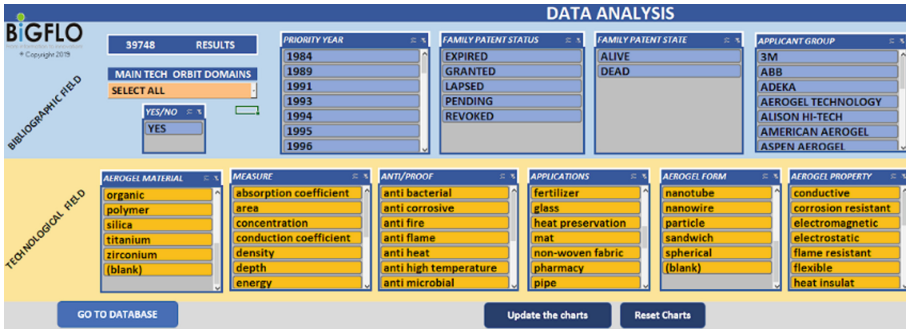 DATA ANALYSIS
BiGFLO
© Copyright 2019
39748 RESULTS
MAIN TECH ORBIT DOMAINS
SELECT ALL
YES/NO
YES
BIBLIOGRAPHIC FIELD
PRIORITY YEAR
1984
1989
1991
1993
1994
1995
1996
FAMILY PATENT STATUS
EXPIRED
GRANTED
LAPSED
PENDING
REVOKED
FAMILY PATENT STATE
ALIVE
DEAD
APPLICANT GROUP
3M
ABB
ADEKA
AEROGEL TECHNOLOGY
ALISON HI-TECH
AMERICAN AEROGEL
ASPEN AEROGEL
TECHNOLOGICAL FIELD
AEROGEL MATERIAL
organic
polymer
silica
titanium
zirconium
(blank)
MEASURE
absorption coefficient
area
concentration
conduction coefficient
density
depth
energy
ANTI/PROOF
anti bacterial
anti corrosive
anti fire
anti flame
anti heat
anti high temperature
anti microbial
APPLICATIONS
fertilizer
glass
heat preservation
mat
non-woven fabric
pharmacy
pipe
AEROGEL FORM
nanotube
nanowire
particle
sandwich
spherical
(blank)
AEROGEL PROPERTY
conductive
corrosion resistant
electromagnetic
electrostatic
flame resistant
flexible
heat insulat
GO TO DATABASE
Update the charts
Reset Charts